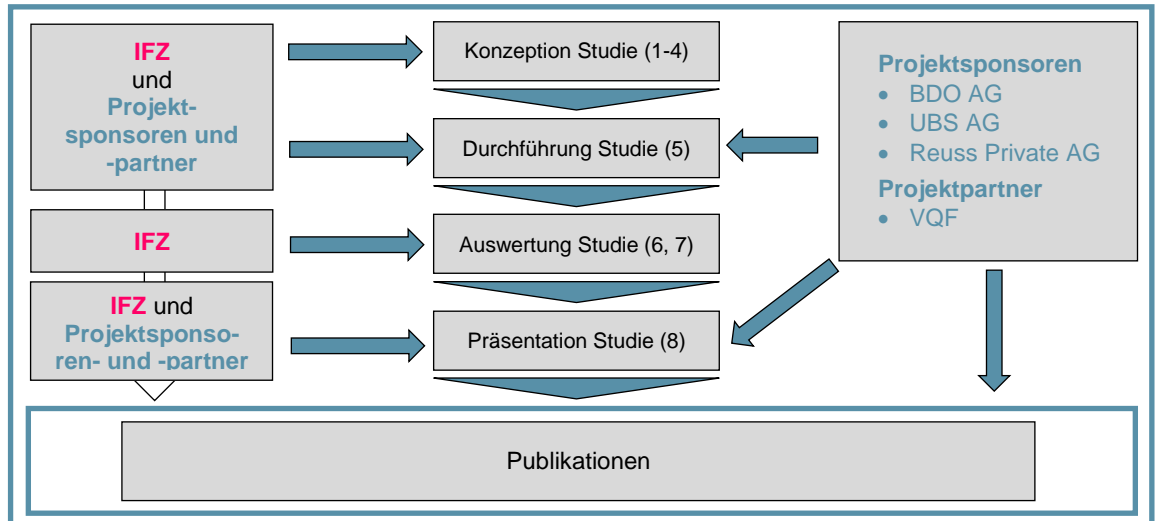 IFZ
und
Projekt-
sponsoren und
-partner
IFZ
IFZ und
Projektsponso-
ren- und -partner
Konzeption Studie (1-4)
Durchführung Studie (5)
Auswertung Studie (6, 7)
Präsentation Studie (8)
Projektsponsoren
• BDO AG
• UBS AG
• Reuss Private AG
Projektpartner
• VQF
Publikationen